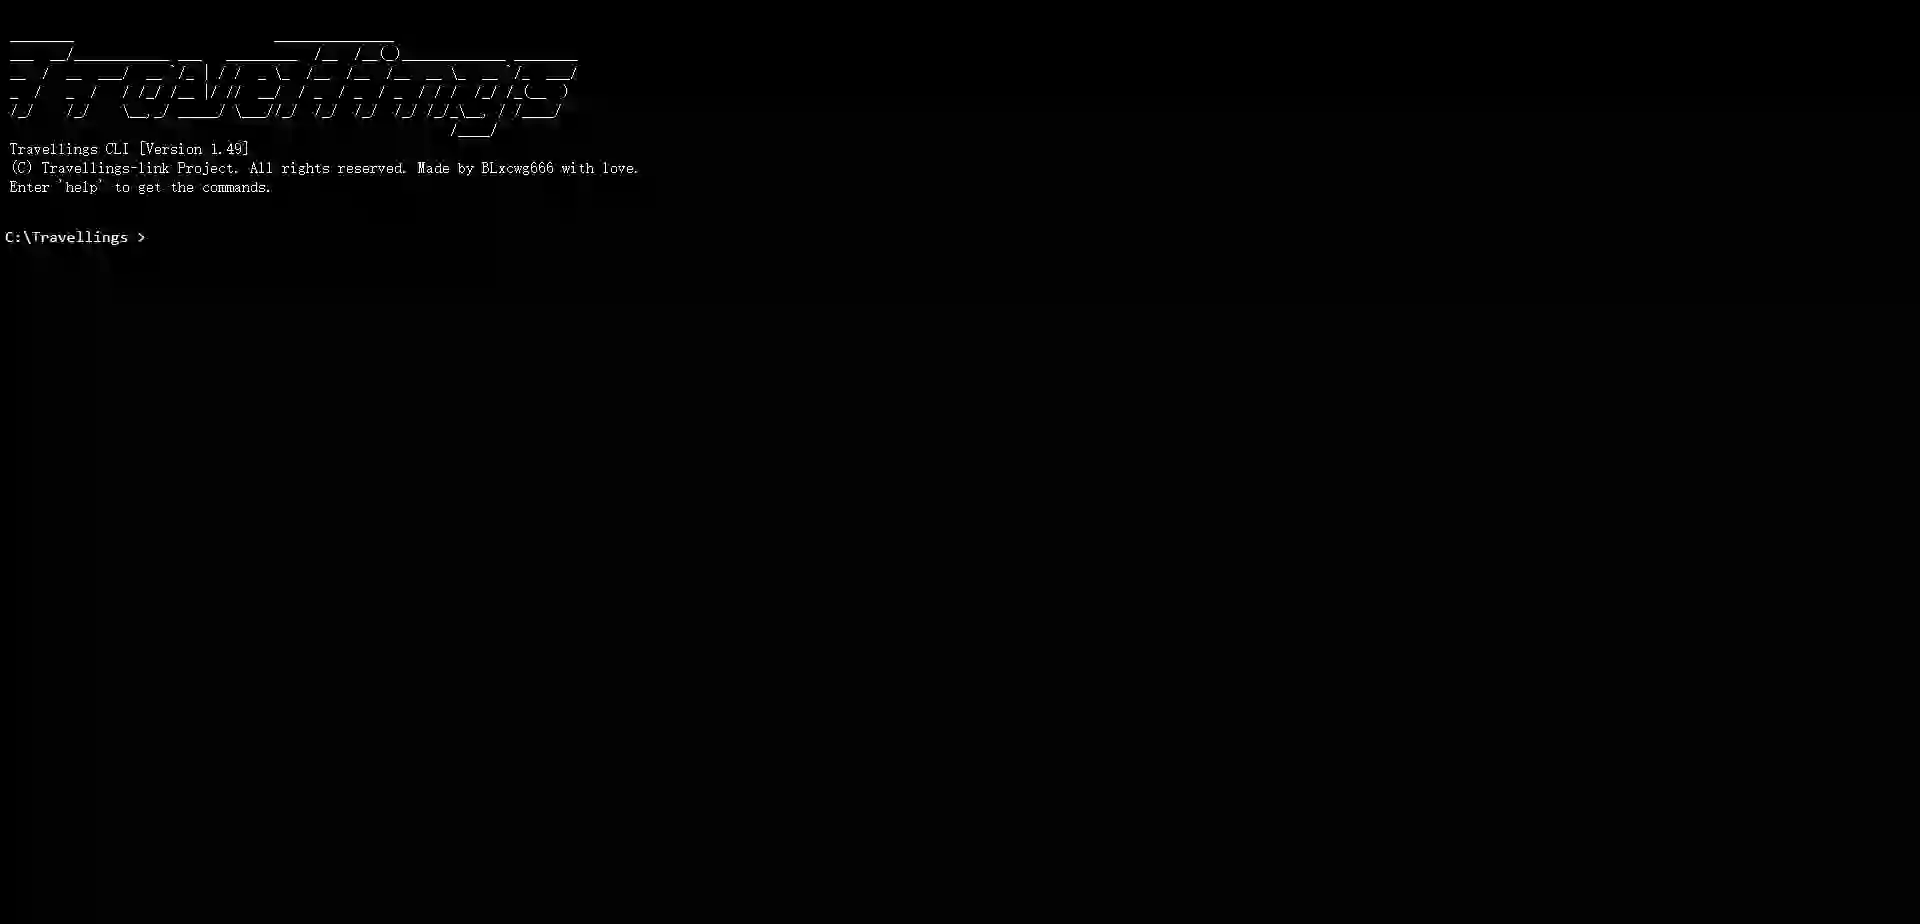 Travellings
Travellings CLI [Version 1.49]
(C) Travellings-link Project. All rights reserved. Made by BLxcwg666 with love.
Enter `help` to get the commands.
C:\Travellings >